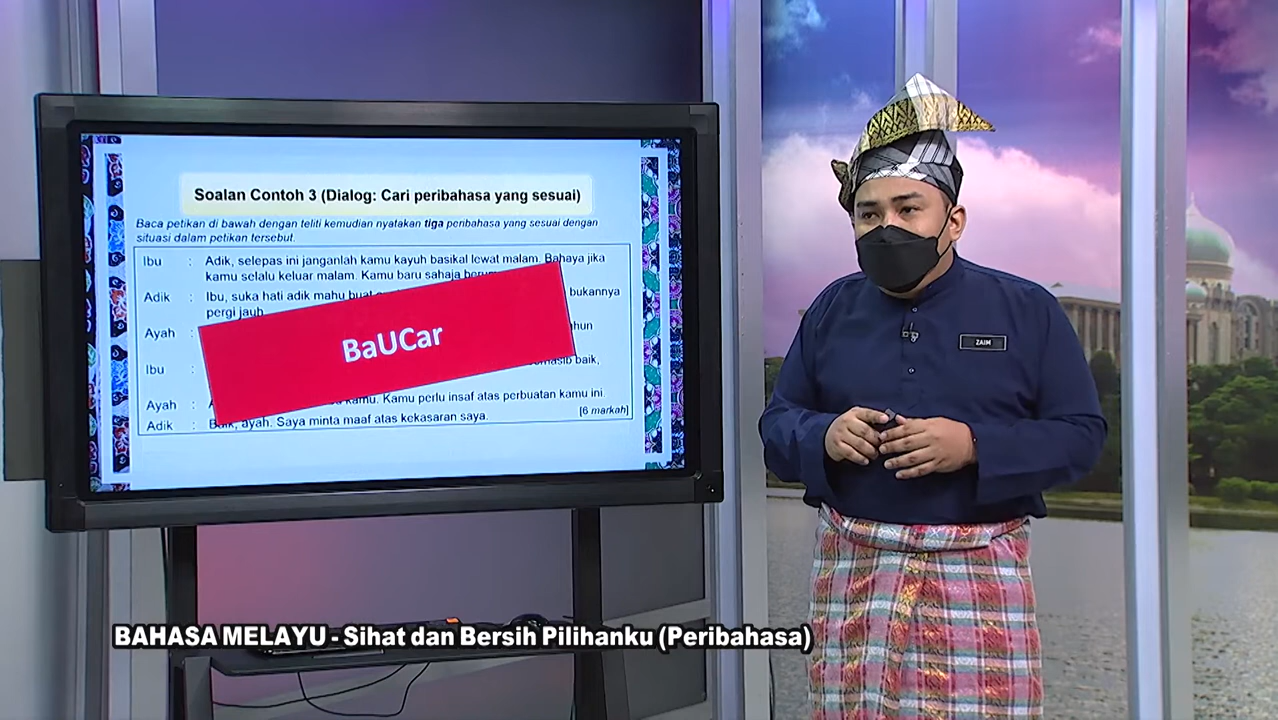 Soalan Contoh 3 (Dialog: Cari peribahasa yang sesuai)
Baca petikan di bawah dengan teliti kemudian nyatakan tiga peribahasa yang sesuai dengan
situasi dalam petikan tersebut.
Ibu : Adik, selepas ini janganlah kamu kayuh basikal lewat malam. Bahaya jika
kamu selalu keluar malam. Kamu baru sahaja
Adik : Ibu, suka hati adik mahu buat bukannya
pergi jauh
Ayah :
BaUCar
Ibu : baik,
Ayah : kamu. Kamu perlu insaf atas perbuatan kamu ini
Adik : Baik, ayah. Saya minta maaf atas kekasaran saya. [6 markah]
ZAIM
BAHASA MELAYU - Sihat dan Bersih Pilihanku (Peribahasa)